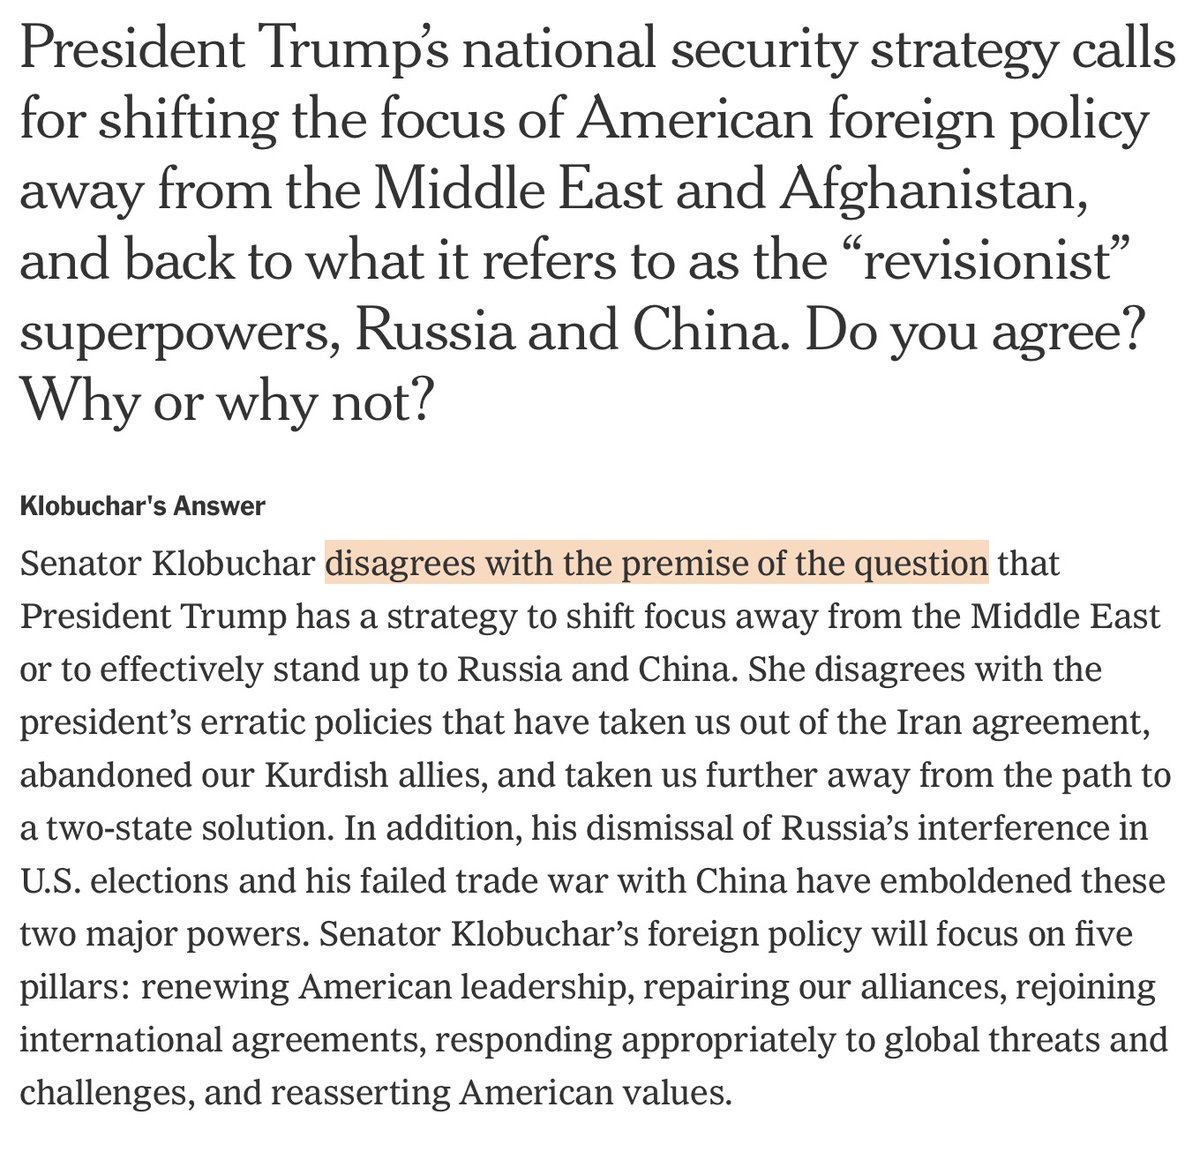 President Trump’s national security strategy calls
for shifting the focus of American foreign policy
away from the Middle East and Afghanistan,
and back to what it refers to as the “revisionist”
superpowers, Russia and China. Do you agree?
Why or why not?
Klobuchar's Answer
Senator Klobuchar disagrees with the premise of the question that
President Trump has a strategy to shift focus away from the Middle East
or to effectively stand up to Russia and China. She disagrees with the
president’s erratic policies that have taken us out of the Iran agreement,
abandoned our Kurdish allies, and taken us further away from the path to
a two-state solution. In addition, his dismissal of Russia’s interference in
U.S. elections and his failed trade war with China have emboldened these
two major powers. Senator Klobuchar’s foreign policy will focus on five
pillars: renewing American leadership, repairing our alliances, rejoining
international agreements, responding appropriately to global threats and
challenges, and reasserting American values.